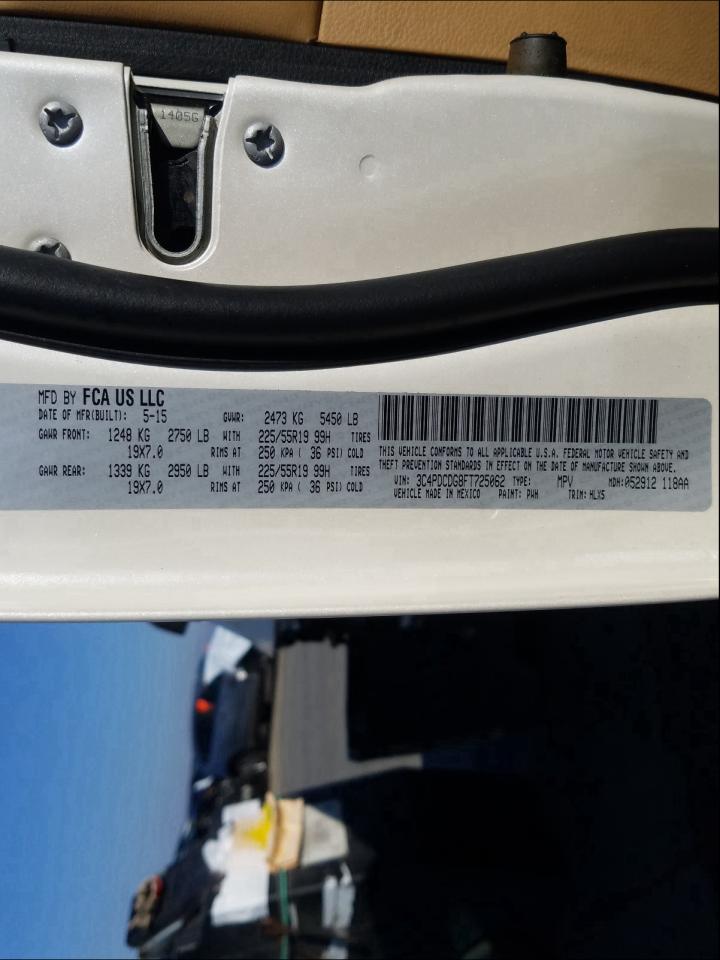 1405G
MFD BY FCA US LLC
DATE OF MFR(BUILT): 5-15 GVWR: 2473 KG 5450 LB
GAWR FRONT: 1248 KG 2750 LB WITH 225/55R19 99H TIRES
19X7.0 RIMS AT 250 KPA ( 36 PSI) COLD
GAWR REAR: 1339 KG 2950 LB WITH 225/55R19 99H TIRES
19X7.0 RIMS AT 250 KPA ( 36 PSI) COLD
THIS VEHICLE CONFORMS TO ALL APPLICABLE U.S.A. FEDERAL MOTOR VEHICLE SAFETY AND
THEFT PREVENTION STANDARDS IN EFFECT ON THE DATE OF MANUFACTURE SHOWN ABOVE.
VIN: 3C4PDCDG8FT725062 TYPE: MPV MDH:052912 118AA
VEHICLE MADE IN MEXICO PAINT: PWH TRIM: HLX5